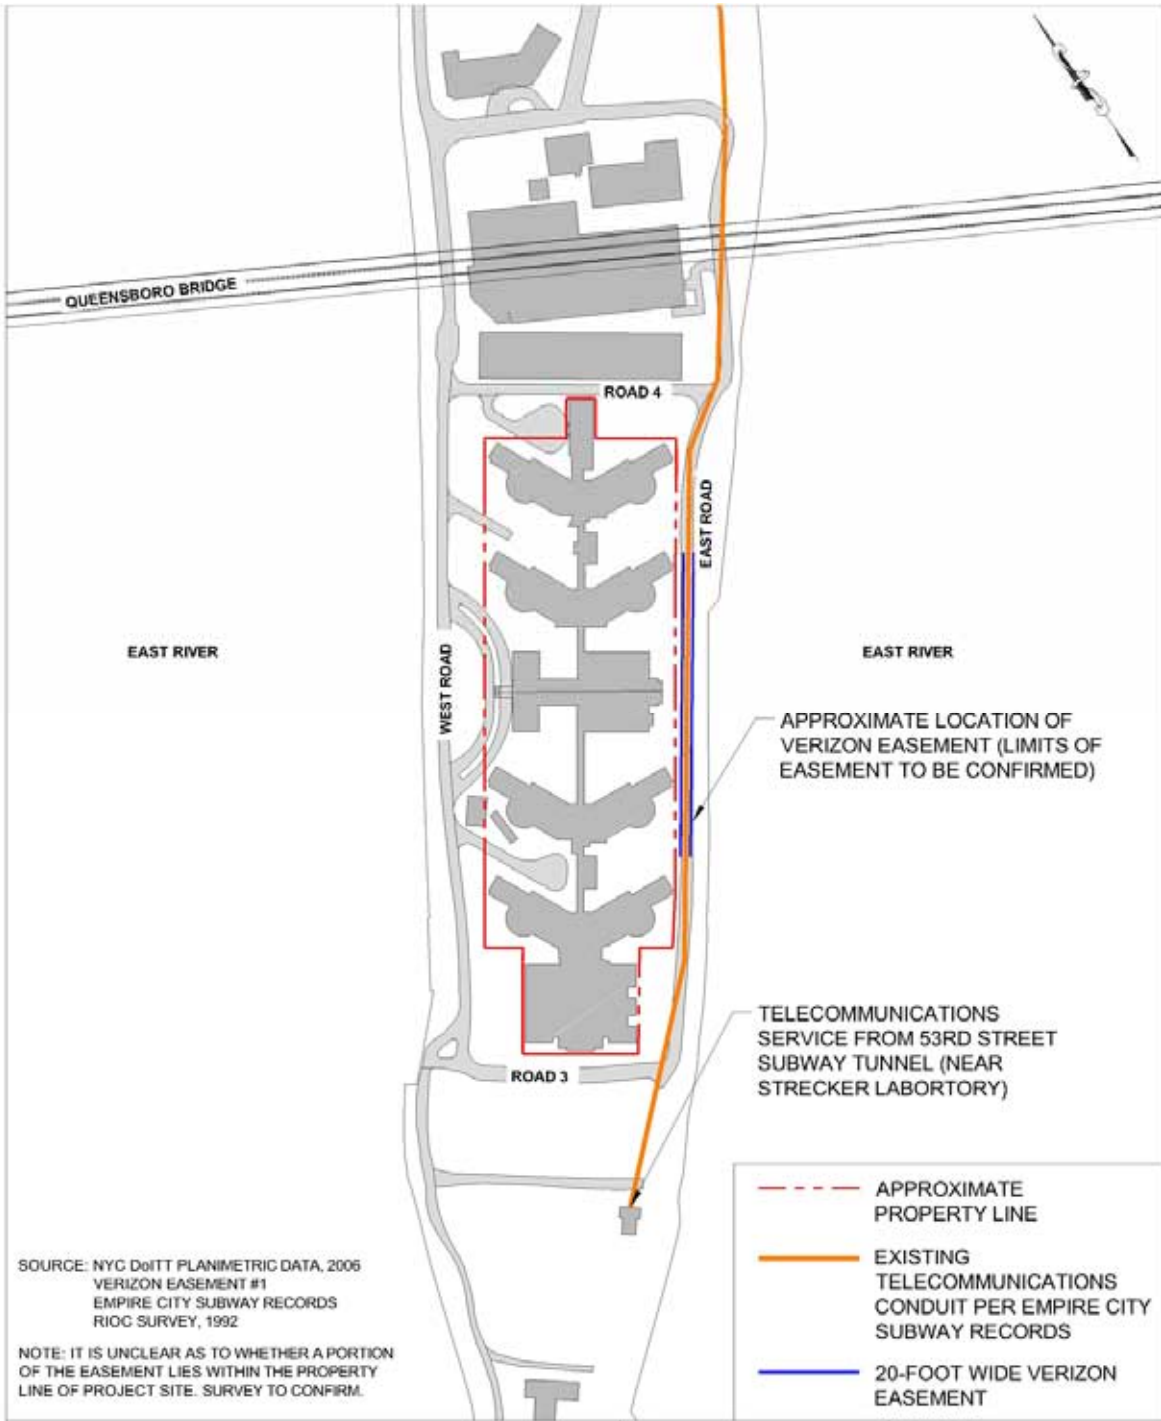 QUEENSBORO BRIDGE
ROAD 4
EAST ROAD
EAST RIVER
WEST ROAD
EAST RIVER
APPROXIMATE LOCATION OF
VERIZON EASEMENT (LIMITS OF
EASEMENT TO BE CONFIRMED)
TELECOMMUNICATIONS
SERVICE FROM 53RD STREET
SUBWAY TUNNEL (NEAR
STRECKER LABORTORY)
ROAD 3
APPROXIMATE
PROPERTY LINE
EXISTING
TELECOMMUNICATIONS
CONDUIT PER EMPIRE CITY
SUBWAY RECORDS
20-FOOT WIDE VERIZON
EASEMENT
SOURCE: NYC DoITT PLANIMETRIC DATA, 2006
VERIZON EASEMENT #1
EMPIRE CITY SUBWAY RECORDS
RIOC SURVEY, 1992
NOTE: IT IS UNCLEAR AS TO WHETHER A PORTION
OF THE EASEMENT LIES WITHIN THE PROPERTY
LINE OF PROJECT SITE. SURVEY TO CONFIRM.